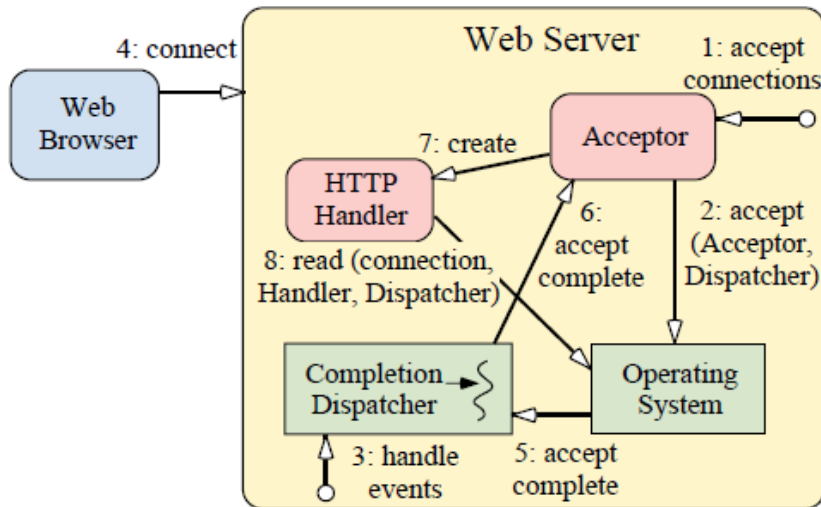 Web Server
4: connect
1: accept
connections
Web
Browser
Acceptor
7: create
HTTP
Handler
6:
accept
complete
2: accept
(Acceptor,
Dispatcher)
8: read (connection,
Handler, Dispatcher)
Completion
Dispatcher
Operating
System
3: handle
events
5: accept
complete